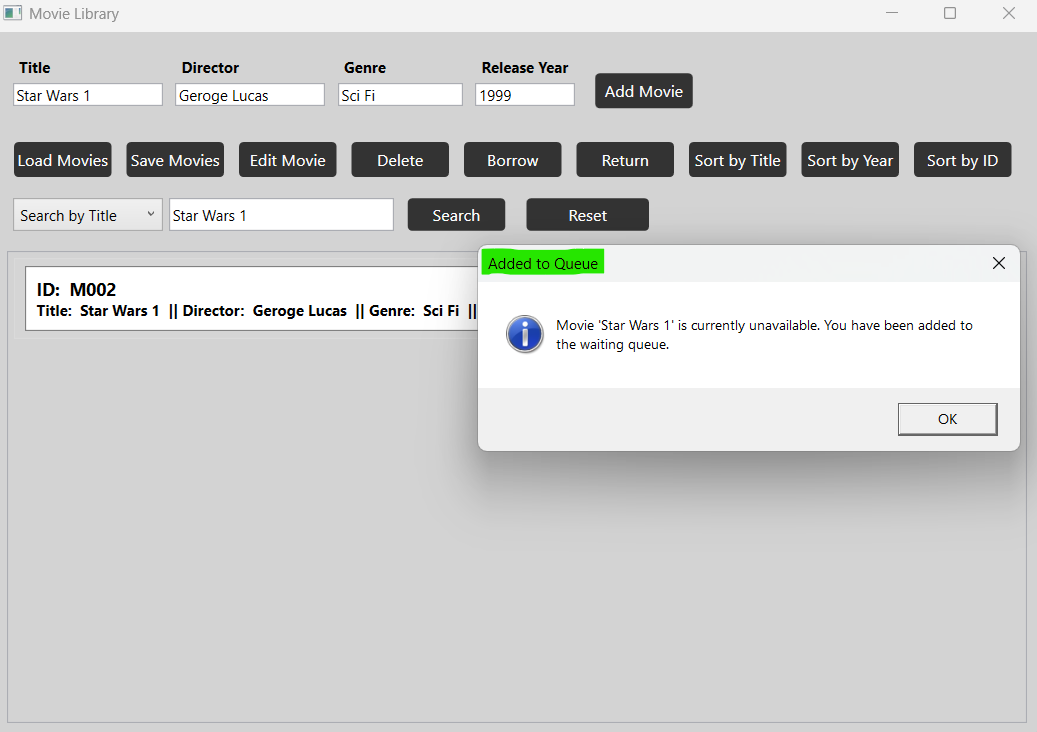 Movie Library
Title Director Genre Release Year
Star Wars 1 Geroge Lucas Sci Fi 1999 Add Movie
Load Movies Save Movies Edit Movie Delete Borrow Return Sort by Title Sort by Year Sort by ID
Search by Title Star Wars 1 Search Reset
Added to Queue
Movie 'Star Wars 1' is currently unavailable. You have been added to
the waiting queue.
OK
ID: M002
Title: Star Wars 1 || Director: Geroge Lucas || Genre: Sci Fi ||